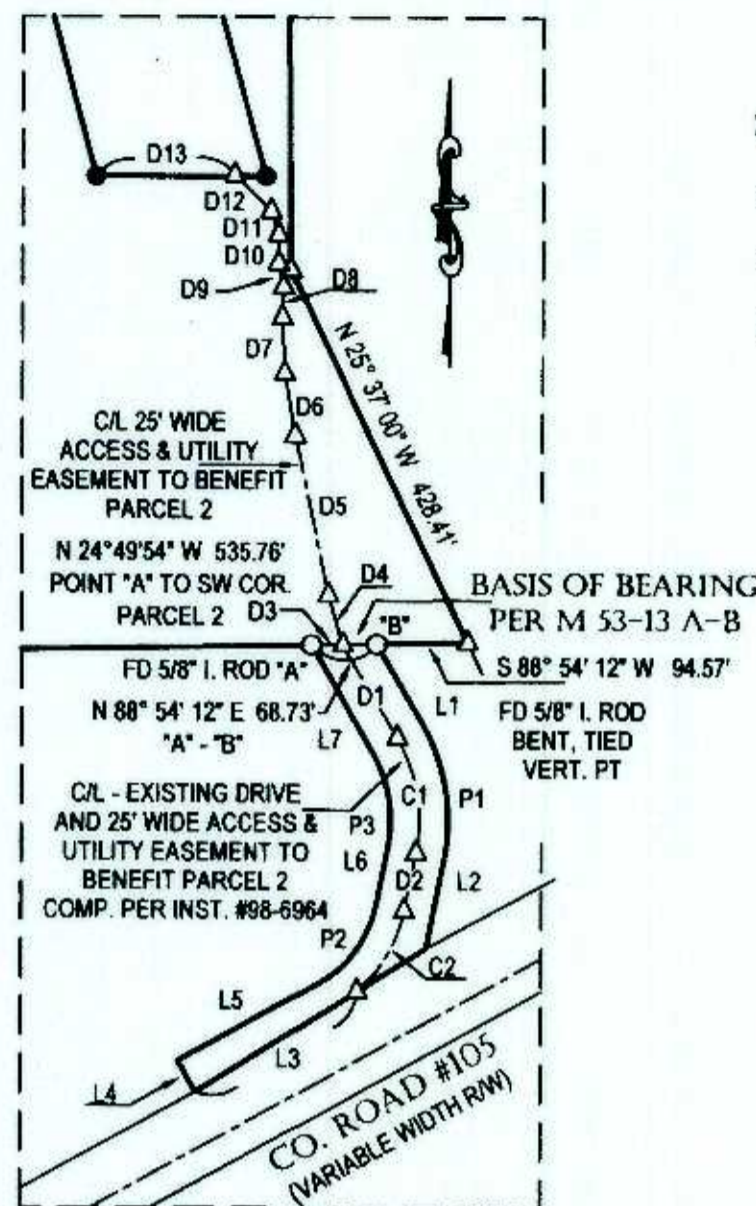 D13
D12
D11
D10
D9
D8
D7
N 25° 37' 00" W 428.41'
C/L 25' WIDE
ACCESS & UTILITY
EASEMENT TO BENEFIT
PARCEL 2
D6
D5
N 24°49'54" W 535.76'
POINT "A" TO SW COR.
PARCEL 2
D4
D3
BASIS OF BEARING
PER M 53-13 A-B
"B"
FD 5/8" I. ROD "A"
S 88° 54' 12" W 94.57'
N 88° 54' 12" E 68.73'
"A" - "B"
D1
L1
L7
FD 5/8" I. ROD
BENT, TIED
VERT. PT
C/L - EXISTING DRIVE
AND 25' WIDE ACCESS &
UTILITY EASEMENT TO
BENEFIT PARCEL 2
COMP. PER INST. #98-6964
C1
P1
P3
L6
D2
L2
P2
C2
L5
L3
L4
CO. ROAD #105
(VARIABLE WIDTH R/W)